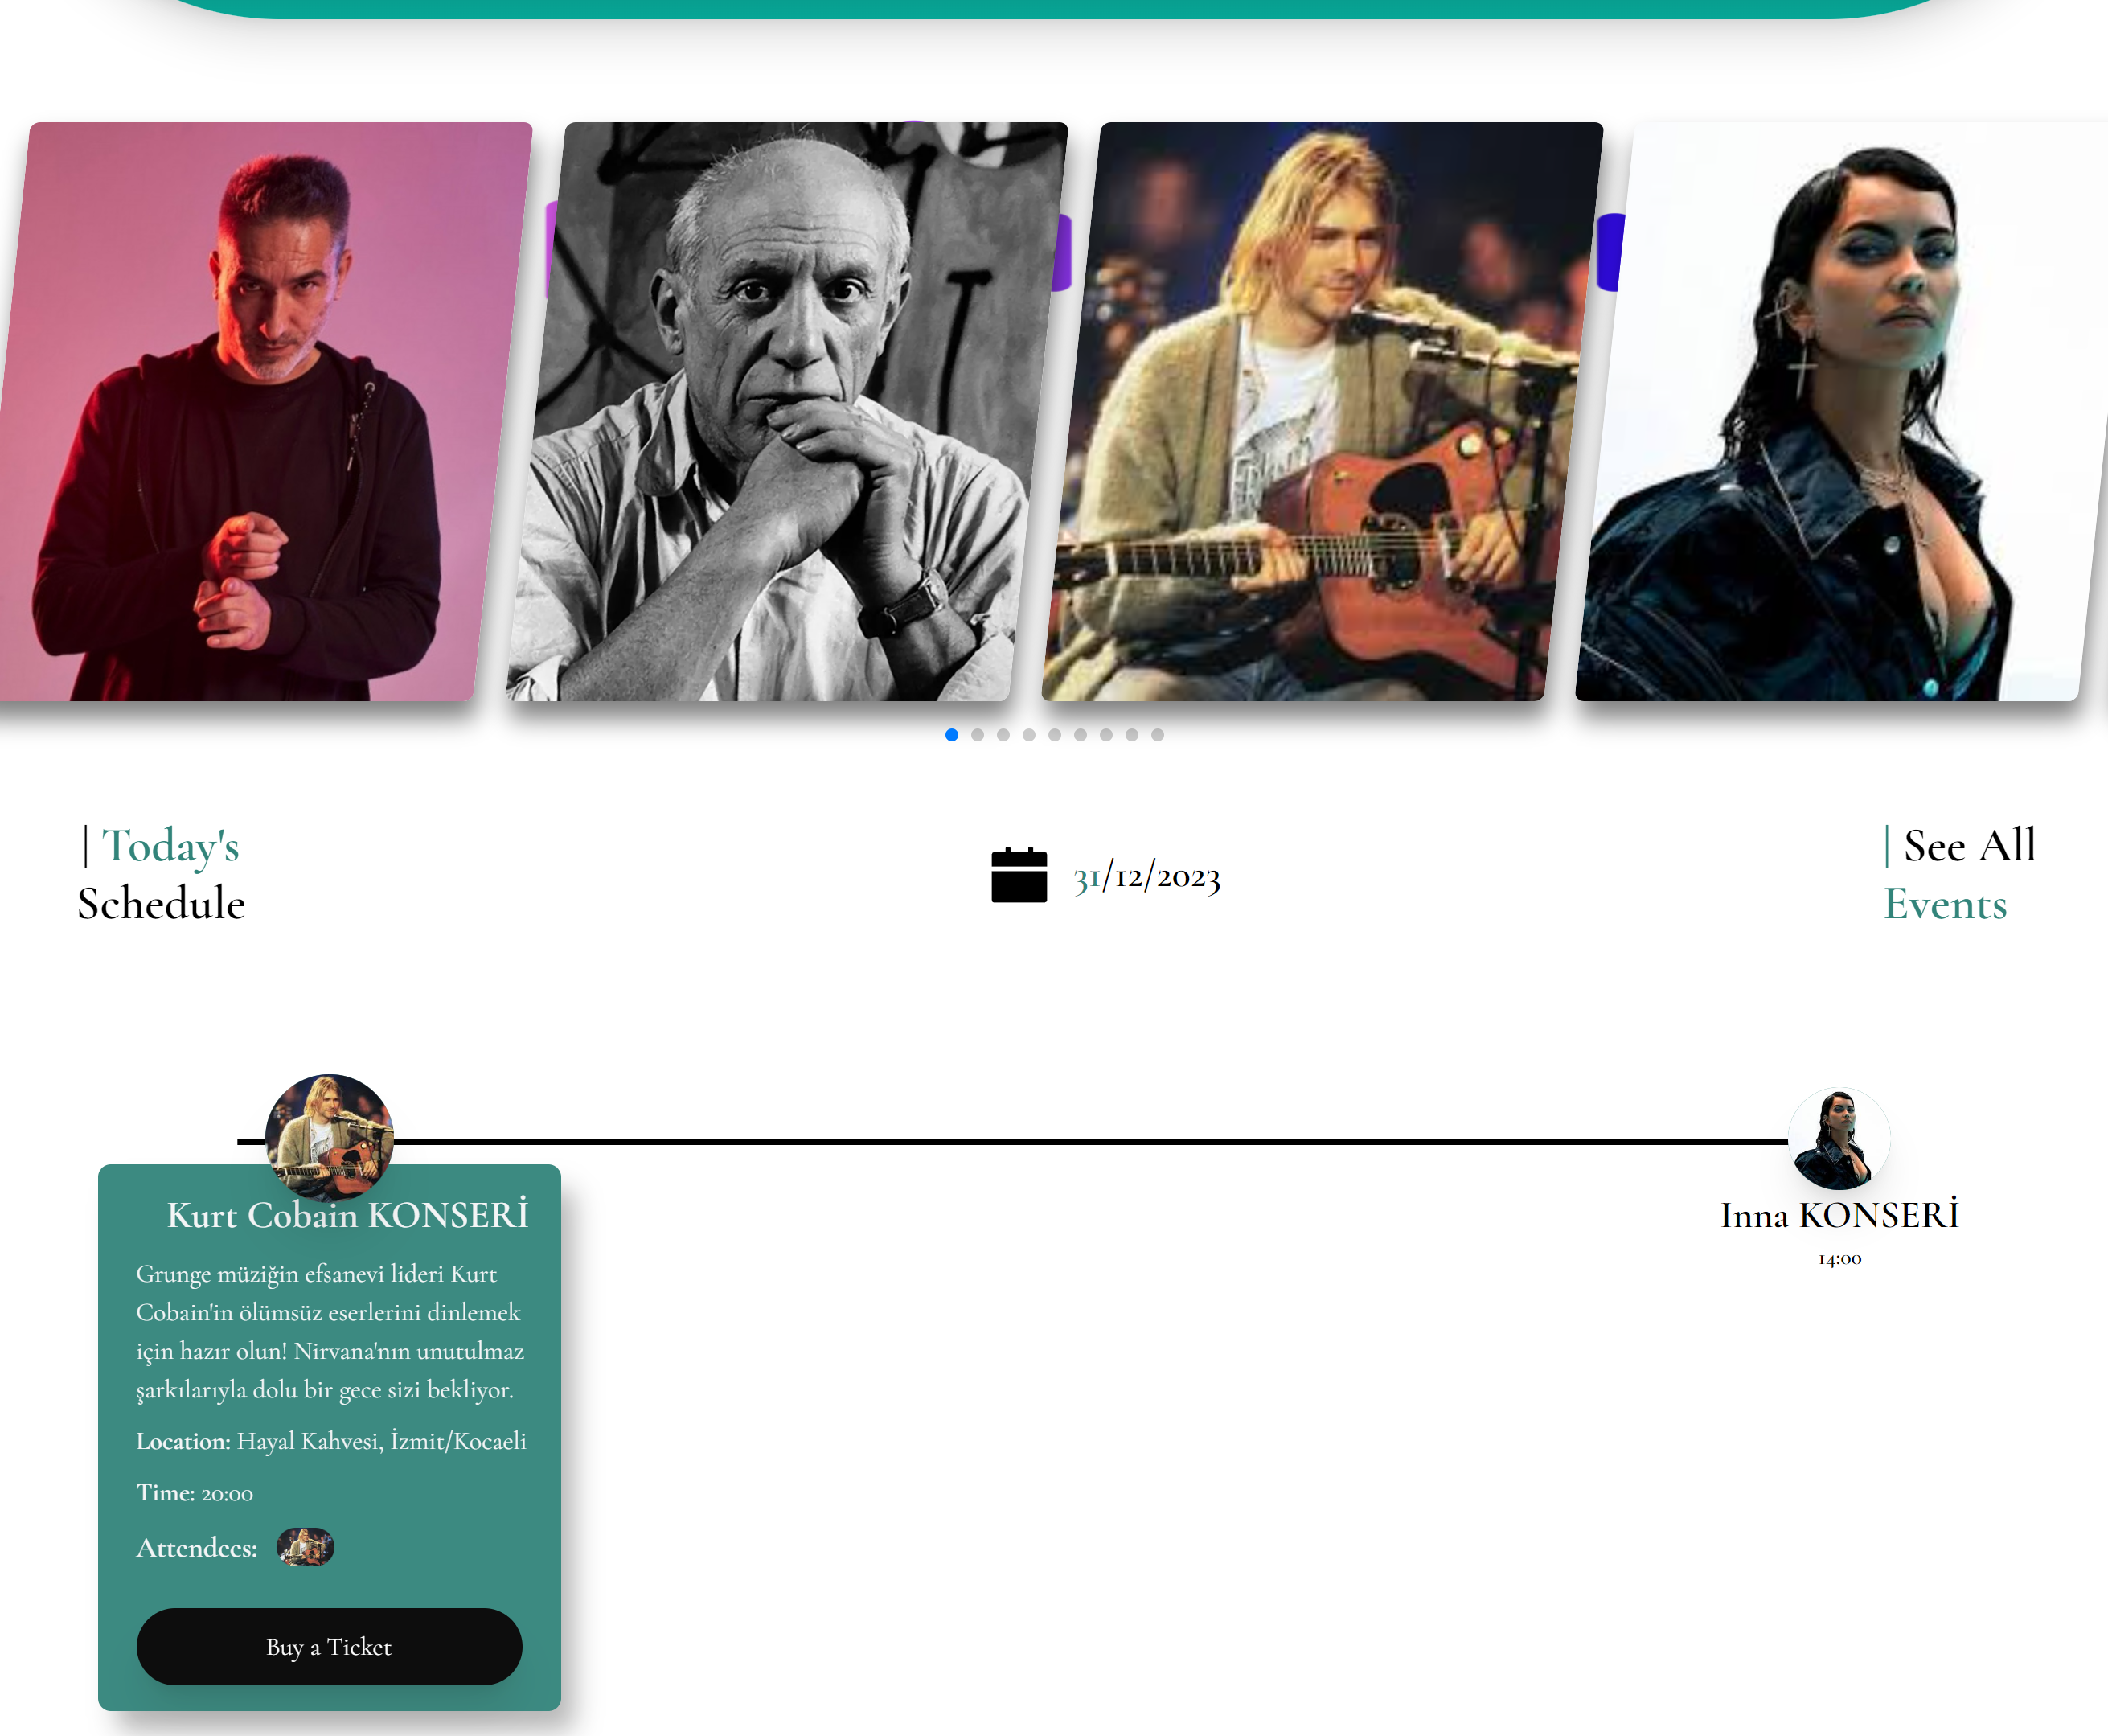 | Today's
Schedule
31/12/2023
| See All
Events
Kurt Cobain KONSERİ
Grunge müziğin efsanevi lideri Kurt
Cobain'in ölümsüz eserlerini dinlemek
için hazır olun! Nirvana'nın unutulmaz
şarkılarıyla dolu bir gece sizi bekliyor.
Location: Hayal Kahvesi, İzmit/Kocaeli
Time: 20:00
Attendees:
Buy a Ticket
Inna KONSERİ
14:00